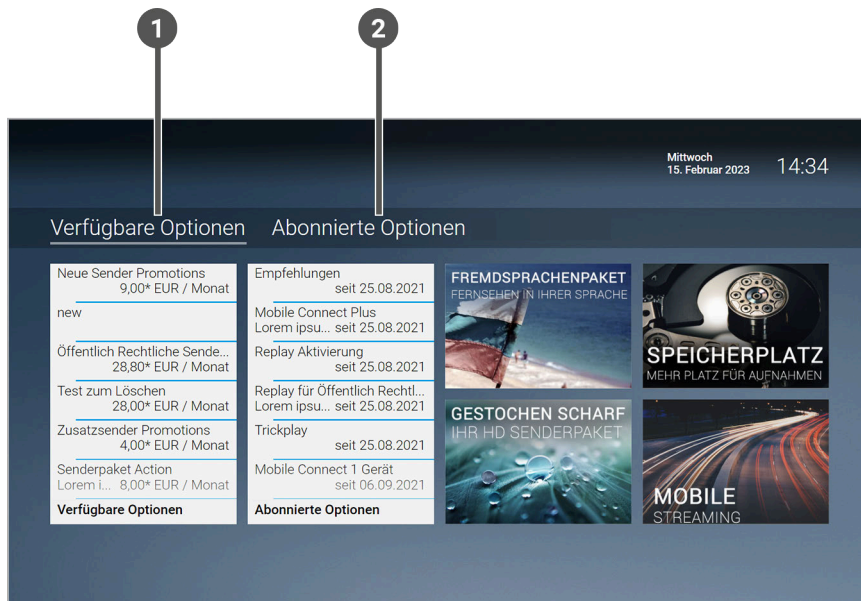 1
2
Mittwoch
15. Februar 2023
14:34
Verfügbare Optionen
Abonnierte Optionen
Neue Sender Promotions
9,00* EUR / Monat
new
Öffentlich Rechtliche Sende...
28,80* EUR / Monat
Test zum Löschen
28,00* EUR / Monat
Zusatzsender Promotions
4,00* EUR / Monat
Senderpaket Action
Lorem i... 8,00* EUR / Monat
Verfügbare Optionen
Empfehlungen
seit 25.08.2021
Mobile Connect Plus
Lorem ipsu... seit 25.08.2021
Replay Aktivierung
seit 25.08.2021
Replay für Öffentlich Rechtl...
Lorem ipsu... seit 25.08.2021
Trickplay
seit 25.08.2021
Mobile Connect 1 Gerät
seit 06.09.2021
Abonnierte Optionen
FREMDSPRACHENPAKET
FERNSEHEN IN IHRER SPRACHE
SPEICHERPLATZ
MEHR PLATZ FÜR AUFNAHMEN
GESTOCHEN SCHARF
IHR HD SENDERPAKET
MOBILE
STREAMING